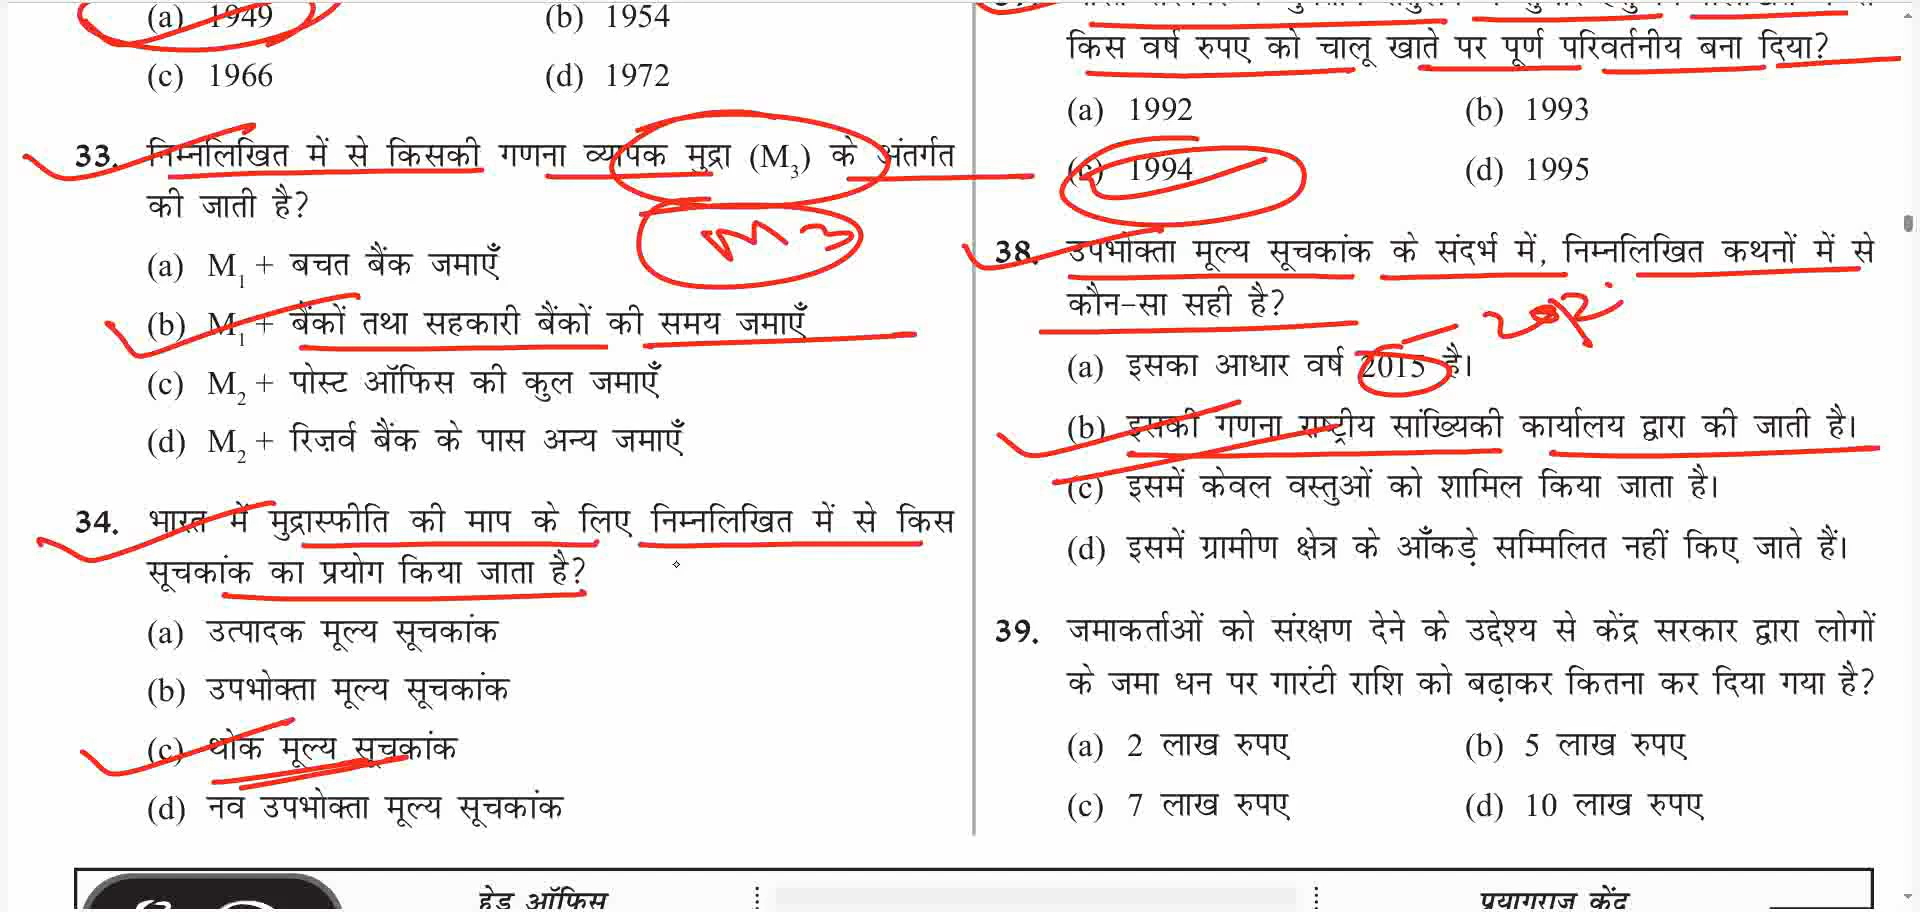 (a) 1949 (b) 1954
(c) 1966 (d) 1972
33. निम्नलिखित में से किसकी गणना व्यापक मुद्रा (M3) के अंतर्गत
की जाती है?
M3
(a) M1 + बचत बैंक जमाएँ
(b) M1 + बैंकों तथा सहकारी बैंकों की समय जमाएँ
(c) M2 + पोस्ट ऑफिस की कुल जमाएँ
(d) M2 + रिज़र्व बैंक के पास अन्य जमाएँ
34. भारत में मुद्रास्फीति की माप के लिए निम्नलिखित में से किस
सूचकांक का प्रयोग किया जाता है?
(a) उत्पादक मूल्य सूचकांक
(b) उपभोक्ता मूल्य सूचकांक
(c) थोक मूल्य सूचकांक
(d) नव उपभोक्ता मूल्य सूचकांक
किस वर्ष रुपए को चालू खाते पर पूर्ण परिवर्तनीय बना दिया?
(a) 1992 (b) 1993
(c) 1994 (d) 1995
38. उपभोक्ता मूल्य सूचकांक के संदर्भ में, निम्नलिखित कथनों में से
कौन-सा सही है?
(a) इसका आधार वर्ष 2015 है।
(b) इसकी गणना राष्ट्रीय सांख्यिकी कार्यालय द्वारा की जाती है।
(c) इसमें केवल वस्तुओं को शामिल किया जाता है।
(d) इसमें ग्रामीण क्षेत्र के आँकड़े सम्मिलित नहीं किए जाते हैं।
39. जमाकर्ताओं को संरक्षण देने के उद्देश्य से केंद्र सरकार द्वारा लोगों
के जमा धन पर गारंटी राशि को बढ़ाकर कितना कर दिया गया है?
(a) 2 लाख रुपए (b) 5 लाख रुपए
(c) 7 लाख रुपए (d) 10 लाख रुपए
हेड ऑफिस
प्रयागराज केंद्र